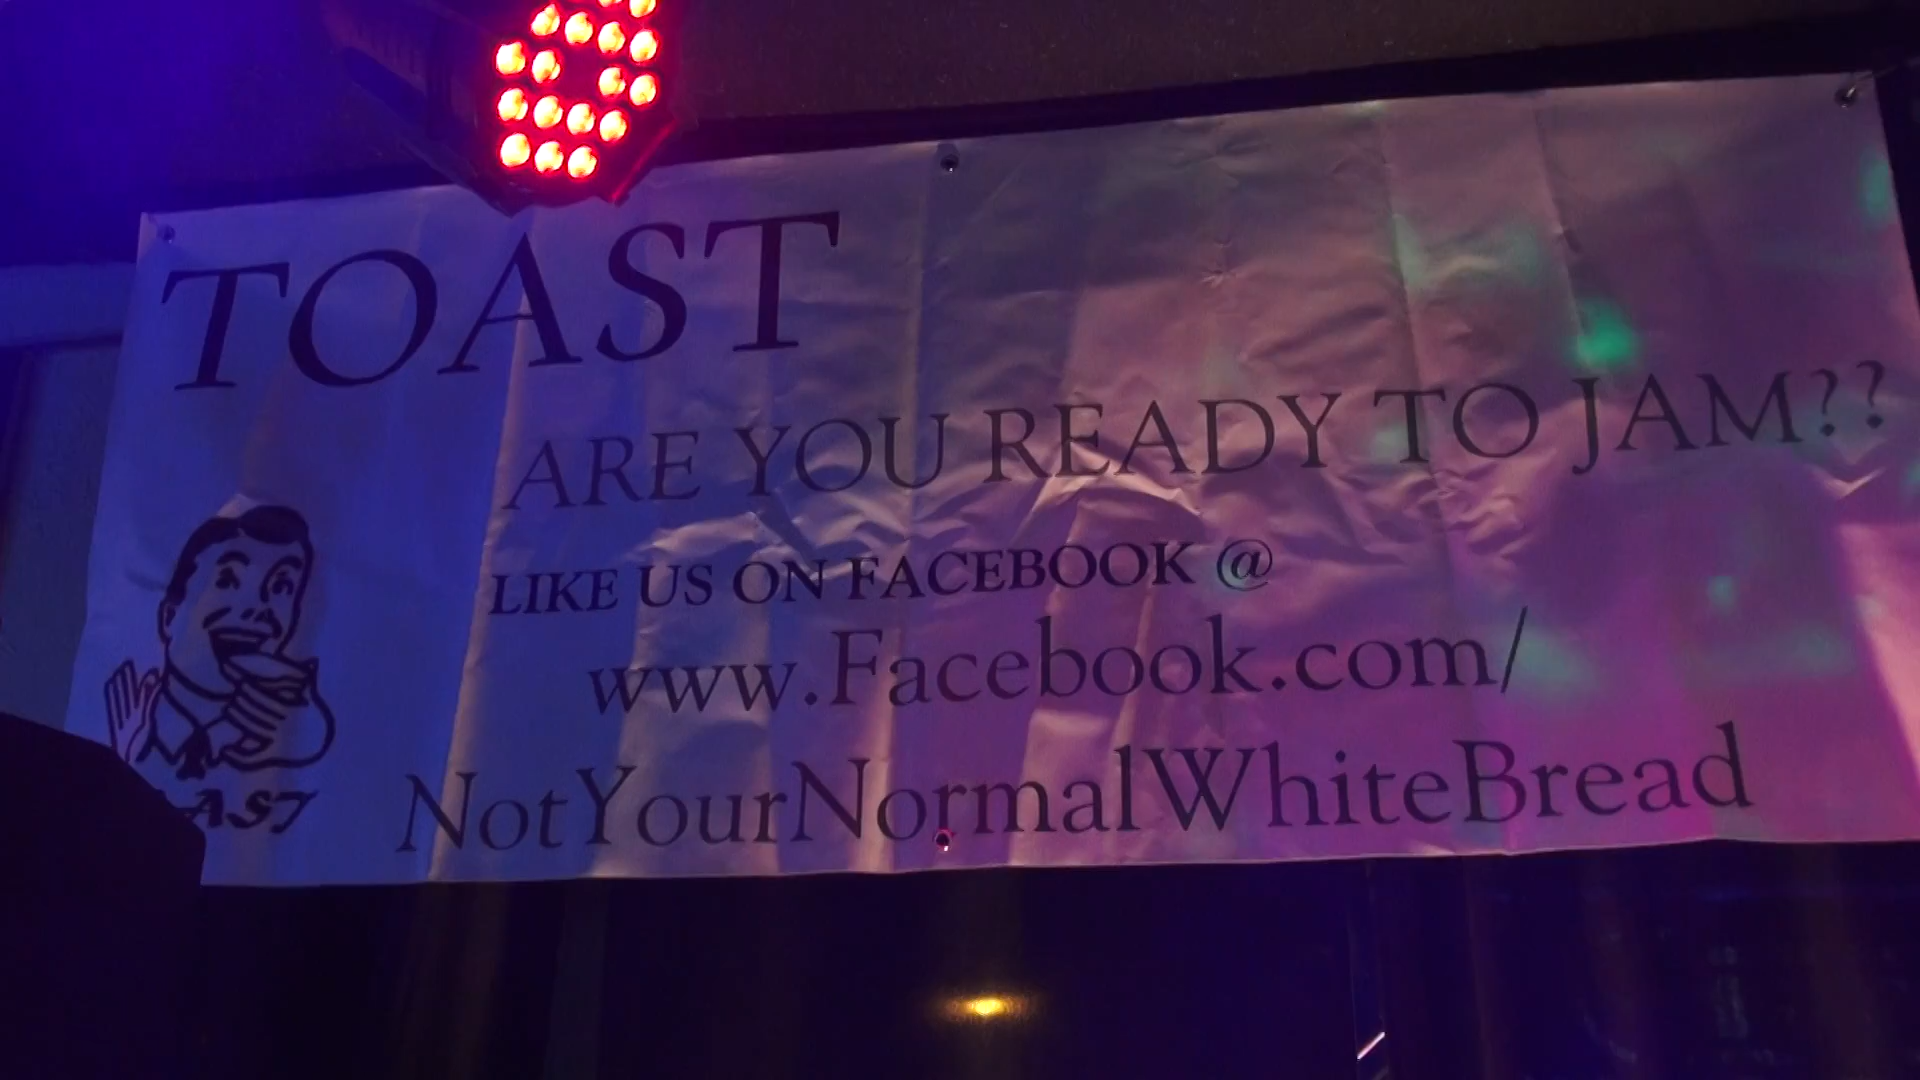 TOAST
ARE YOU READY TO JAM??
LIKE US ON FACEBOOK @
www.Facebook.com/
NotYourNormalWhiteBread